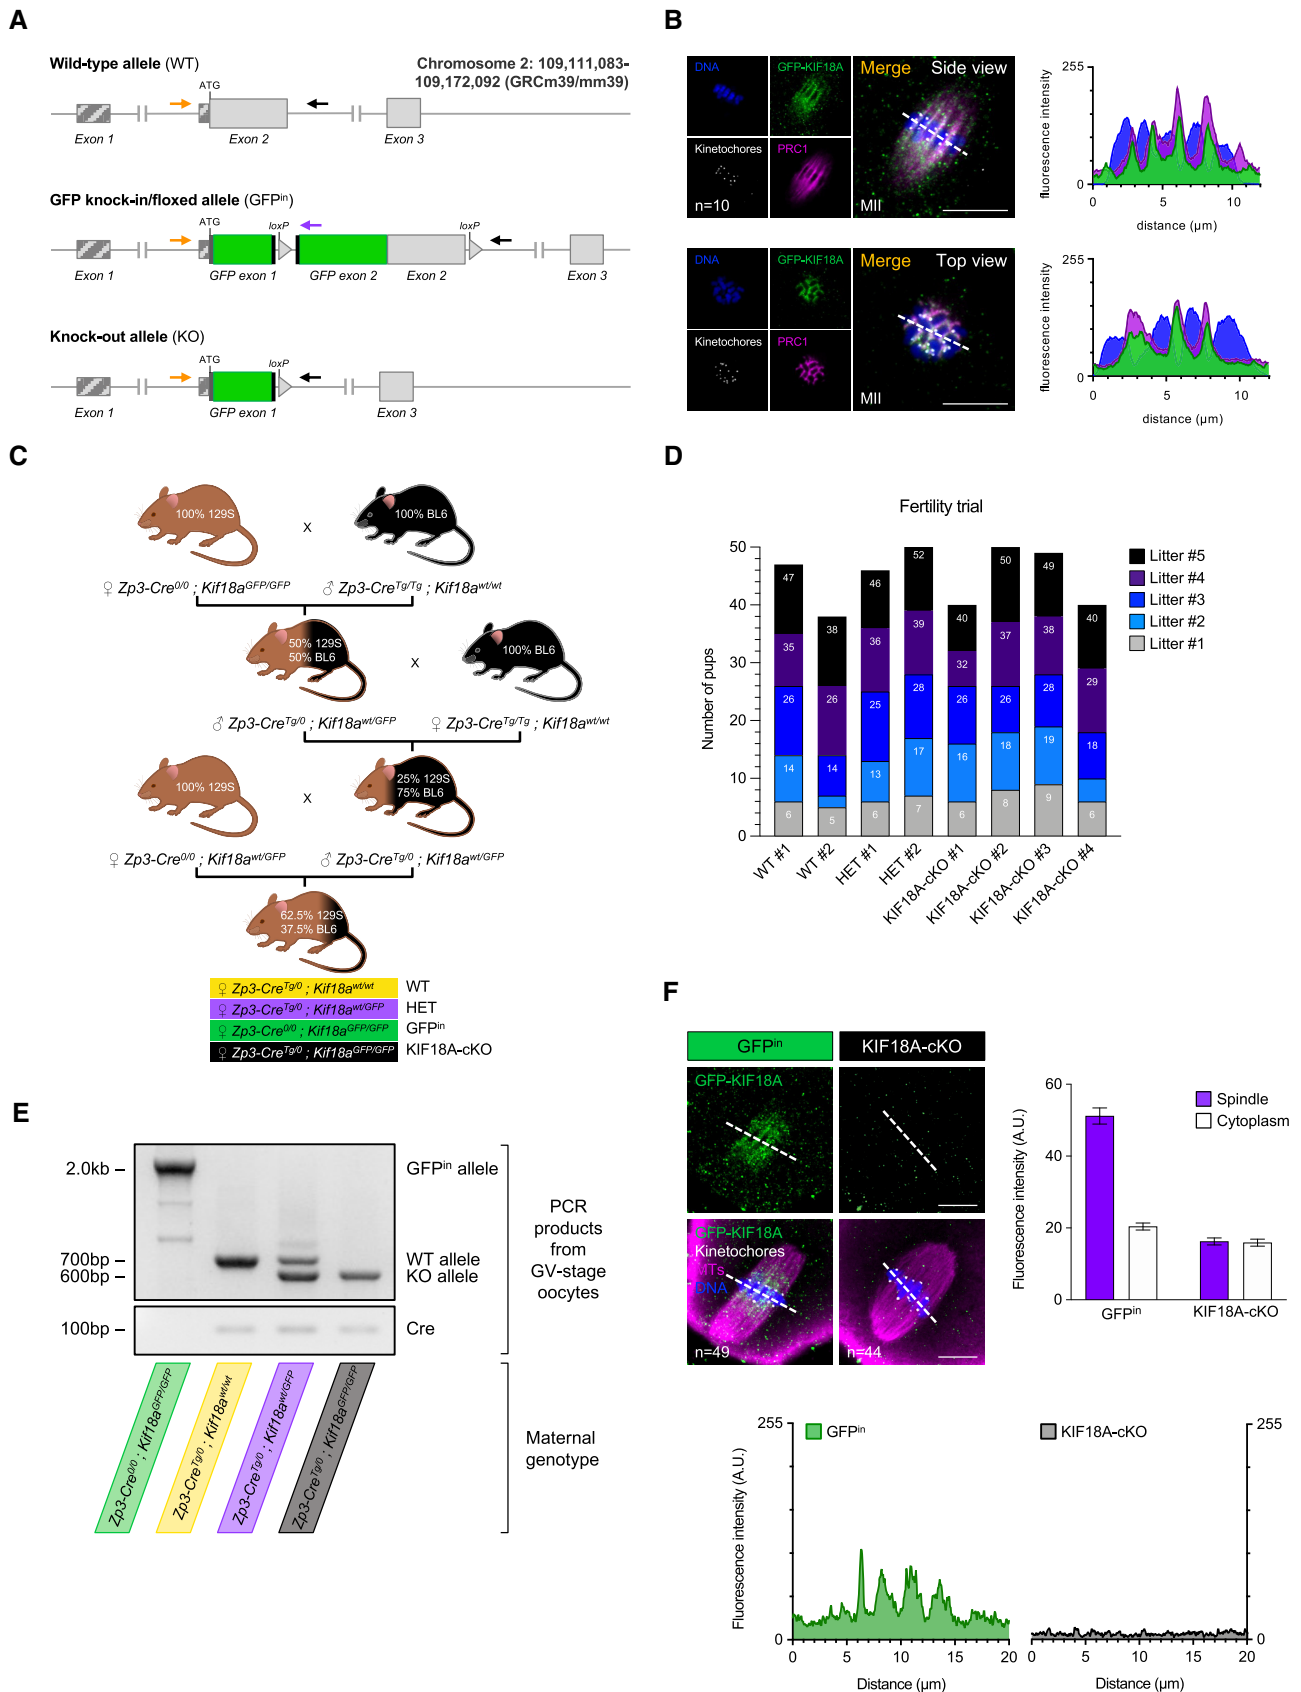 A
Wild-type allele (WT)
Chromosome 2: 109,111,083-
109,172,092 (GRCm39/mm39)
ATG
Exon 1
Exon 2
Exon 3
GFP knock-in/floxed allele (GFPⁱⁿ)
ATG
loxP
loxP
Exon 1
GFP exon 1
GFP exon 2
Exon 2
Exon 3
Knock-out allele (KO)
ATG
loxP
Exon 1
GFP exon 1
Exon 3
B
DNA
GFP-KIF18A
Merge
Side view
Kinetochores
PRC1
n=10
MII
255
fluorescence intensity
0
0
5
10
distance (µm)
DNA
GFP-KIF18A
Merge
Top view
Kinetochores
PRC1
MII
255
fluorescence intensity
0
0
5
10
distance (µm)
C
100% 129S
X
100% BL6
♀ Zp3-Cre⁰/⁰ ; Kif18aᴳᶠᴾ/ᴳᶠᴾ
♂ Zp3-Creᵀᵍ/ᵀᵍ ; Kif18aʷᵗ/ʷᵗ
50% 129S
50% BL6
X
100% BL6
♂ Zp3-Creᵀᵍ/⁰ ; Kif18aʷᵗ/ᴳᶠᴾ
♀ Zp3-Creᵀᵍ/ᵀᵍ ; Kif18aʷᵗ/ʷᵗ
100% 129S
X
25% 129S
75% BL6
♀ Zp3-Cre⁰/⁰ ; Kif18aʷᵗ/ᴳᶠᴾ
♂ Zp3-Creᵀᵍ/⁰ ; Kif18aʷᵗ/ᴳᶠᴾ
62.5% 129S
37.5% BL6
♀ Zp3-Creᵀᵍ/⁰ ; Kif18aʷᵗ/ʷᵗ WT
♀ Zp3-Creᵀᵍ/⁰ ; Kif18aʷᵗ/ᴳᶠᴾ HET
♀ Zp3-Cre⁰/⁰ ; Kif18aᴳᶠᴾ/ᴳᶠᴾ GFPⁱⁿ
♀ Zp3-Creᵀᵍ/⁰ ; Kif18aᴳᶠᴾ/ᴳᶠᴾ KIF18A-cKO
D
Fertility trial
Number of pups
50
40
30
20
10
0
47
35
26
14
6
38
26
14
5
46
36
25
13
6
52
39
28
17
7
40
32
26
16
6
50
37
26
18
8
49
38
28
19
9
40
29
18
6
WT #1
WT #2
HET #1
HET #2
KIF18A-cKO #1
KIF18A-cKO #2
KIF18A-cKO #3
KIF18A-cKO #4
Litter #5
Litter #4
Litter #3
Litter #2
Litter #1
E
2.0kb
700bp
600bp
100bp
GFPⁱⁿ allele
WT allele
KO allele
Cre
PCR
products
from
GV-stage
oocytes
Zp3-Cre⁰/⁰ ; Kif18aᴳᶠᴾ/ᴳᶠᴾ
Zp3-Creᵀᵍ/⁰ ; Kif18aʷᵗ/ʷᵗ
Zp3-Creᵀᵍ/⁰ ; Kif18aʷᵗ/ᴳᶠᴾ
Zp3-Creᵀᵍ/⁰ ; Kif18aᴳᶠᴾ/ᴳᶠᴾ
Maternal
genotype
F
GFPⁱⁿ
KIF18A-cKO
GFP-KIF18A
GFP-KIF18A
Kinetochores
MTs
DNA
n=49
n=44
Fluorescence intensity (A.U.)
60
40
20
0
Spindle
Cytoplasm
GFPⁱⁿ
KIF18A-cKO
255
GFPⁱⁿ
Fluorescence intensity (A.U.)
0
0
5
10
15
20
Distance (µm)
KIF18A-cKO
255
0
0
5
10
15
20
Distance (µm)